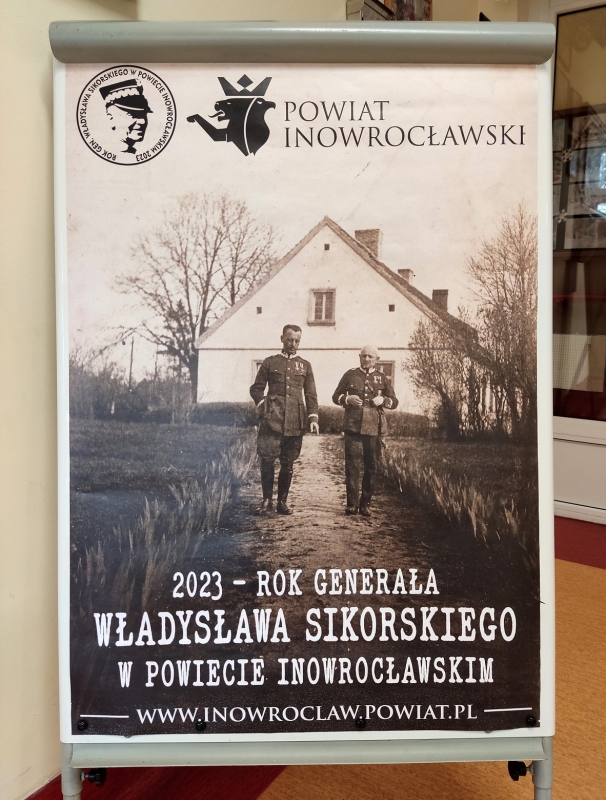 ROK GEN. WŁADYSŁAWA SIKORSKIEGO W POWIECIE INOWROCŁAWSKIM 2023
POWIAT
INOWROCŁAWSKI
2023 – ROK GENERAŁA
WŁADYSŁAWA SIKORSKIEGO
W POWIECIE INOWROCŁAWSKIM
WWW.INOWROCLAW.POWIAT.PL